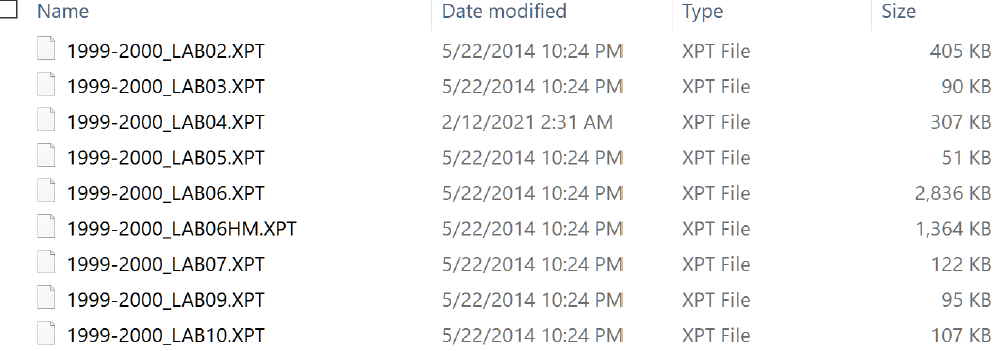 Name Date modified Type Size
1999-2000_LAB02.XPT 5/22/2014 10:24 PM XPT File 405 KB
1999-2000_LAB03.XPT 5/22/2014 10:24 PM XPT File 90 KB
1999-2000_LAB04.XPT 2/12/2021 2:31 AM XPT File 307 KB
1999-2000_LAB05.XPT 5/22/2014 10:24 PM XPT File 51 KB
1999-2000_LAB06.XPT 5/22/2014 10:24 PM XPT File 2,836 KB
1999-2000_LAB06HM.XPT 5/22/2014 10:24 PM XPT File 1,364 KB
1999-2000_LAB07.XPT 5/22/2014 10:24 PM XPT File 122 KB
1999-2000_LAB09.XPT 5/22/2014 10:24 PM XPT File 95 KB
1999-2000_LAB10.XPT 5/22/2014 10:24 PM XPT File 107 KB